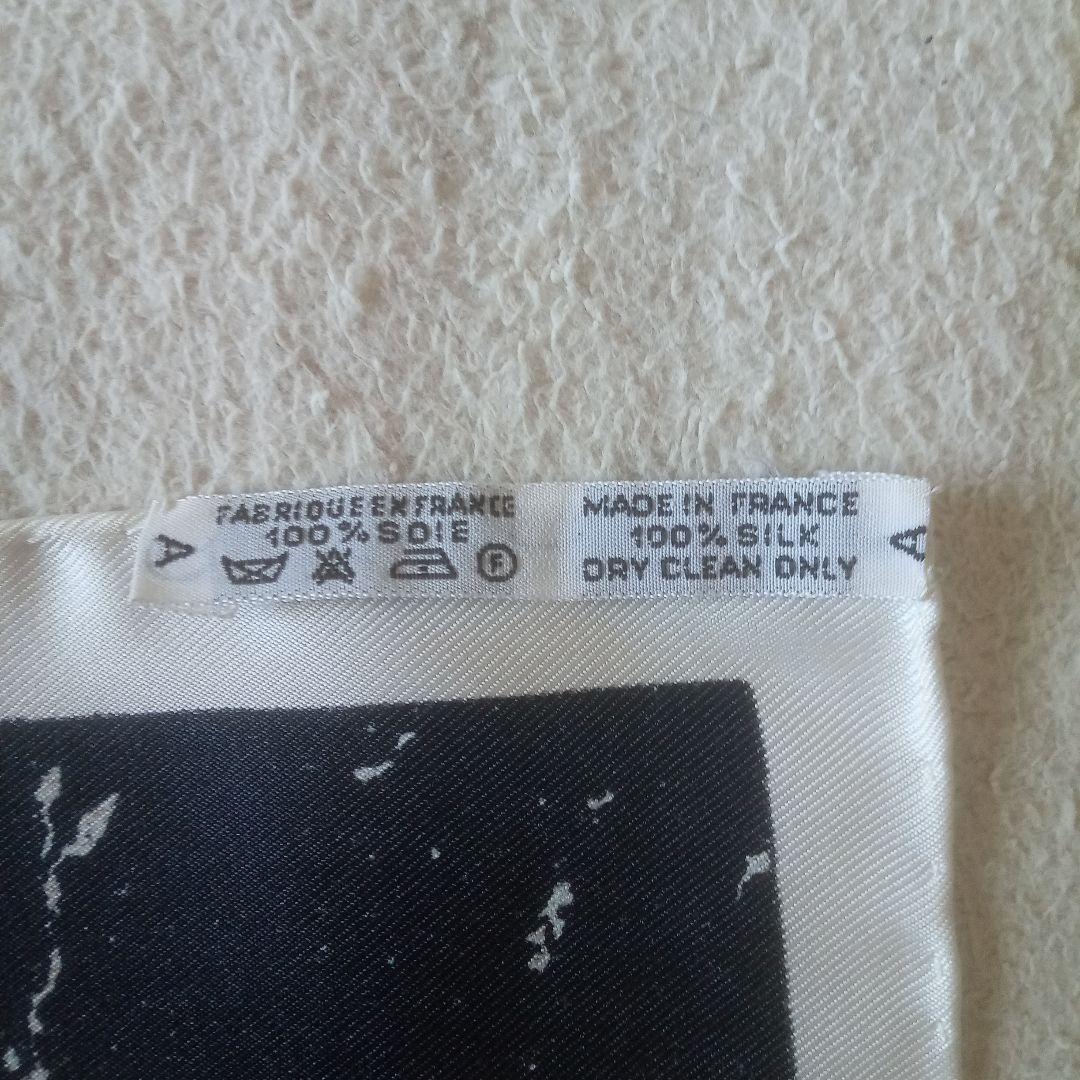 A
FABRIQUE EN FRANCE
100% SOIE
F
MADE IN FRANCE
100% SILK
DRY CLEAN ONLY
A